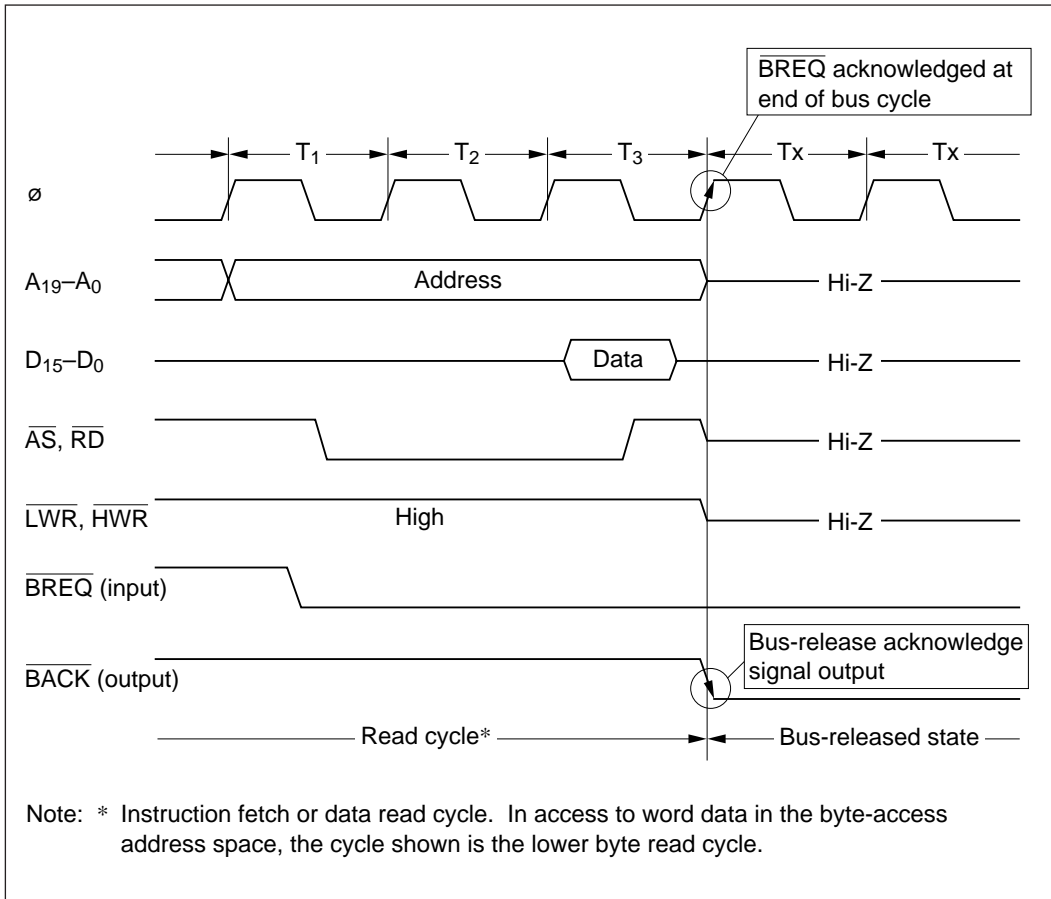 BREQ acknowledged at
end of bus cycle
T1 T2 T3 Tx Tx
ø
A19–A0 Address Hi-Z
D15–D0 Data Hi-Z
AS, RD Hi-Z
LWR, HWR High Hi-Z
BREQ (input)
Bus-release acknowledge
signal output
BACK (output)
Read cycle* Bus-released state
Note: * Instruction fetch or data read cycle. In access to word data in the byte-access
address space, the cycle shown is the lower byte read cycle.